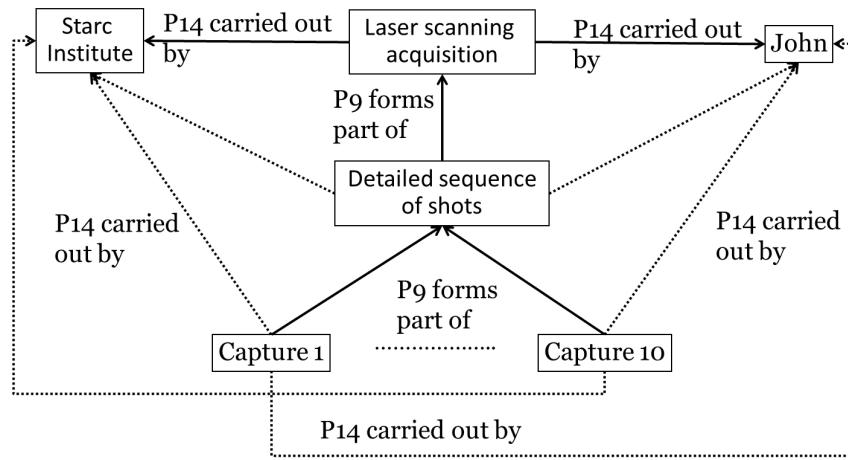 Starc
Institute
P14 carried out
by
Laser scanning
acquisition
P14 carried out
by
John
P9 forms
part of
Detailed sequence
of shots
P14 carried
out by
P14 carried
out by
P9 forms
part of
Capture 1
Capture 10
P14 carried out by